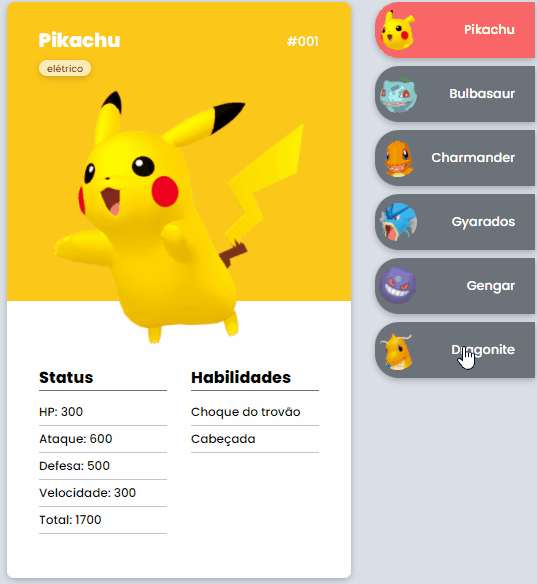 Pikachu
#001
elétrico
Status
HP: 300
Ataque: 600
Defesa: 500
Velocidade: 300
Total: 1700
Habilidades
Choque do trovão
Cabeçada
Pikachu
Bulbasaur
Charmander
Gyarados
Gengar
Dragonite